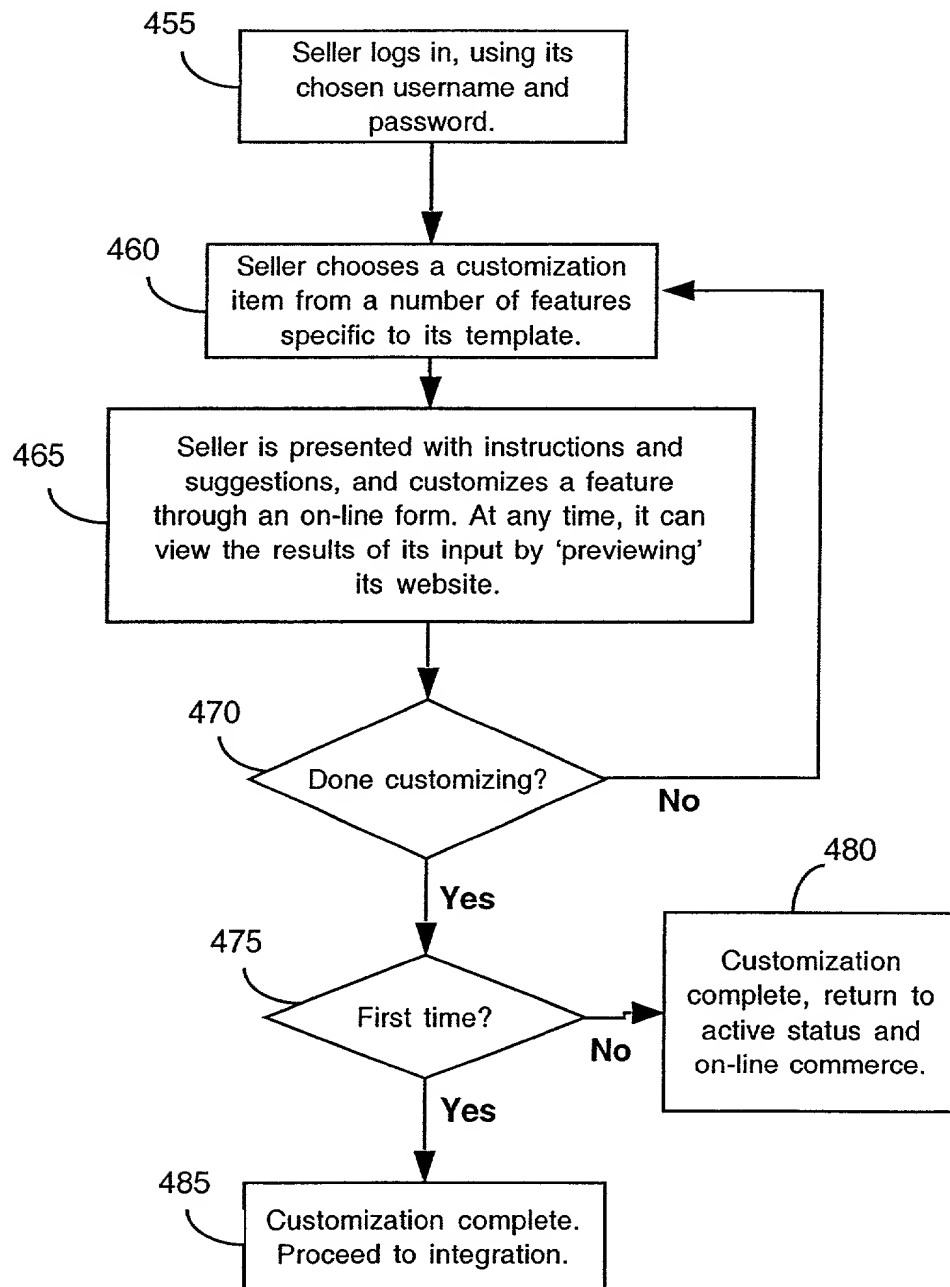 455
Seller logs in, using its
chosen username and
password.
460
Seller chooses a customization
item from a number of features
specific to its template.
465
Seller is presented with instructions and
suggestions, and customizes a feature
through an on-line form. At any time, it can
view the results of its input by ‘previewing’
its website.
470
Done customizing?
No
Yes
480
Customization
complete, return to
active status and
on-line commerce.
475
First time?
No
Yes
485
Customization complete.
Proceed to integration.